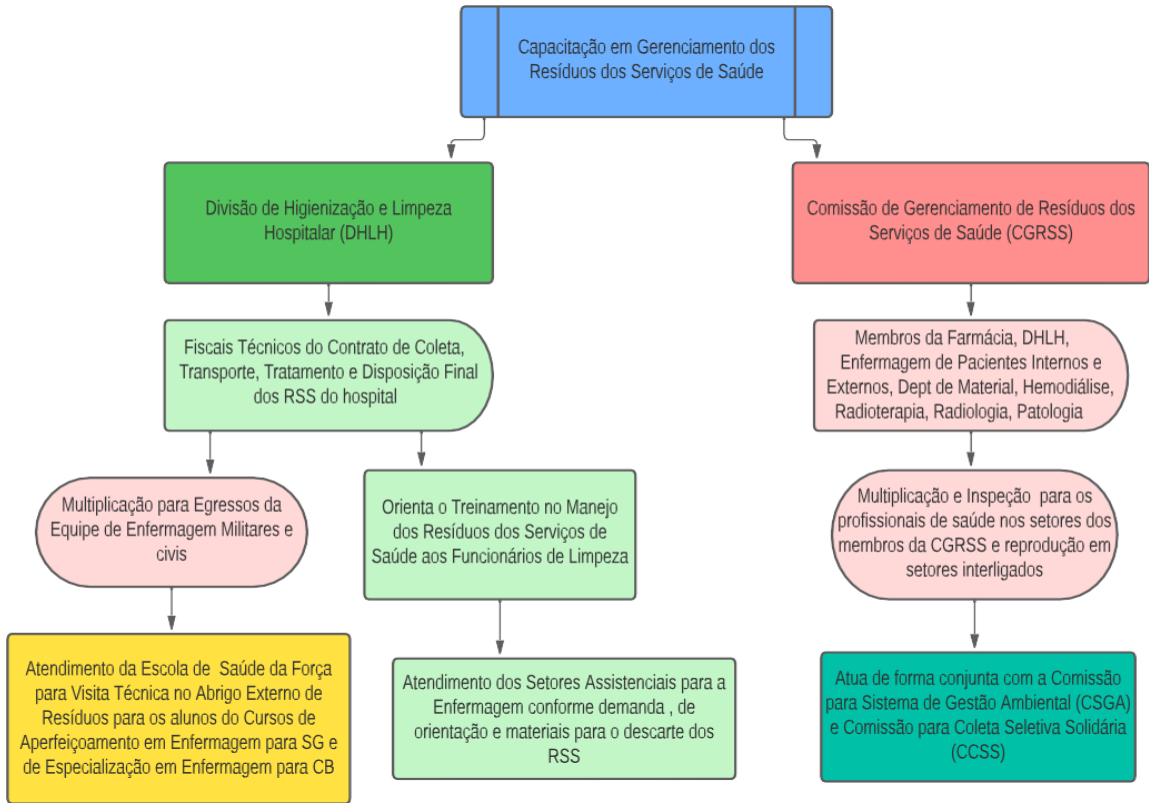 Capacitação em Gerenciamento dos
Resíduos dos Serviços de Saúde
Divisão de Higienização e Limpeza
Hospitalar (DHLH)
Comissão de Gerenciamento de Resíduos dos
Serviços de Saúde (CGRSS)
Fiscais Técnicos do Contrato de Coleta,
Transporte, Tratamento e Disposição Final
dos RSS do hospital
Membros da Farmácia, DHLH,
Enfermagem de Pacientes Internos e
Externos, Dept de Material, Hemodiálise,
Radioterapia, Radiologia, Patologia
Multiplicação para Egressos da
Equipe de Enfermagem Militares e
civis
Orienta o Treinamento no Manejo
dos Resíduos dos Serviços de
Saúde aos Funcionários de Limpeza
Multiplicação e Inspeção para os
profissionais de saúde nos setores dos
membros da CGRSS e reprodução em
setores interligados
Atendimento da Escola de Saúde da Força
para Visita Técnica no Abrigo Externo de
Resíduos para os alunos do Cursos de
Aperfeiçoamento em Enfermagem para SG e
de Especialização em Enfermagem para CB
Atendimento dos Setores Assistenciais para a
Enfermagem conforme demanda , de
orientação e materiais para o descarte dos
RSS
Atua de forma conjunta com a Comissão
para Sistema de Gestão Ambiental (CSGA)
e Comissão para Coleta Seletiva Solidária
(CCSS)